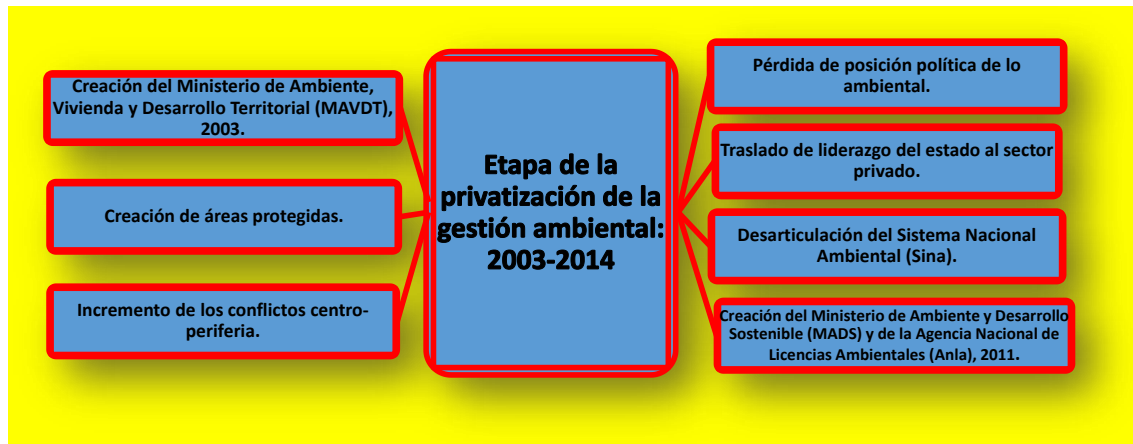 Creación del Ministerio de Ambiente,
Vivienda y Desarrollo Territorial (MAVDT),
2003.
Creación de áreas protegidas.
Incremento de los conflictos centro-
periferia.
Etapa de la
privatización de la
gestión ambiental:
2003-2014
Pérdida de posición política de lo
ambiental.
Traslado de liderazgo del estado al sector
privado.
Desarticulación del Sistema Nacional
Ambiental (Sina).
Creación del Ministerio de Ambiente y Desarrollo
Sostenible (MADS) y de la Agencia Nacional de
Licencias Ambientales (Anla), 2011.